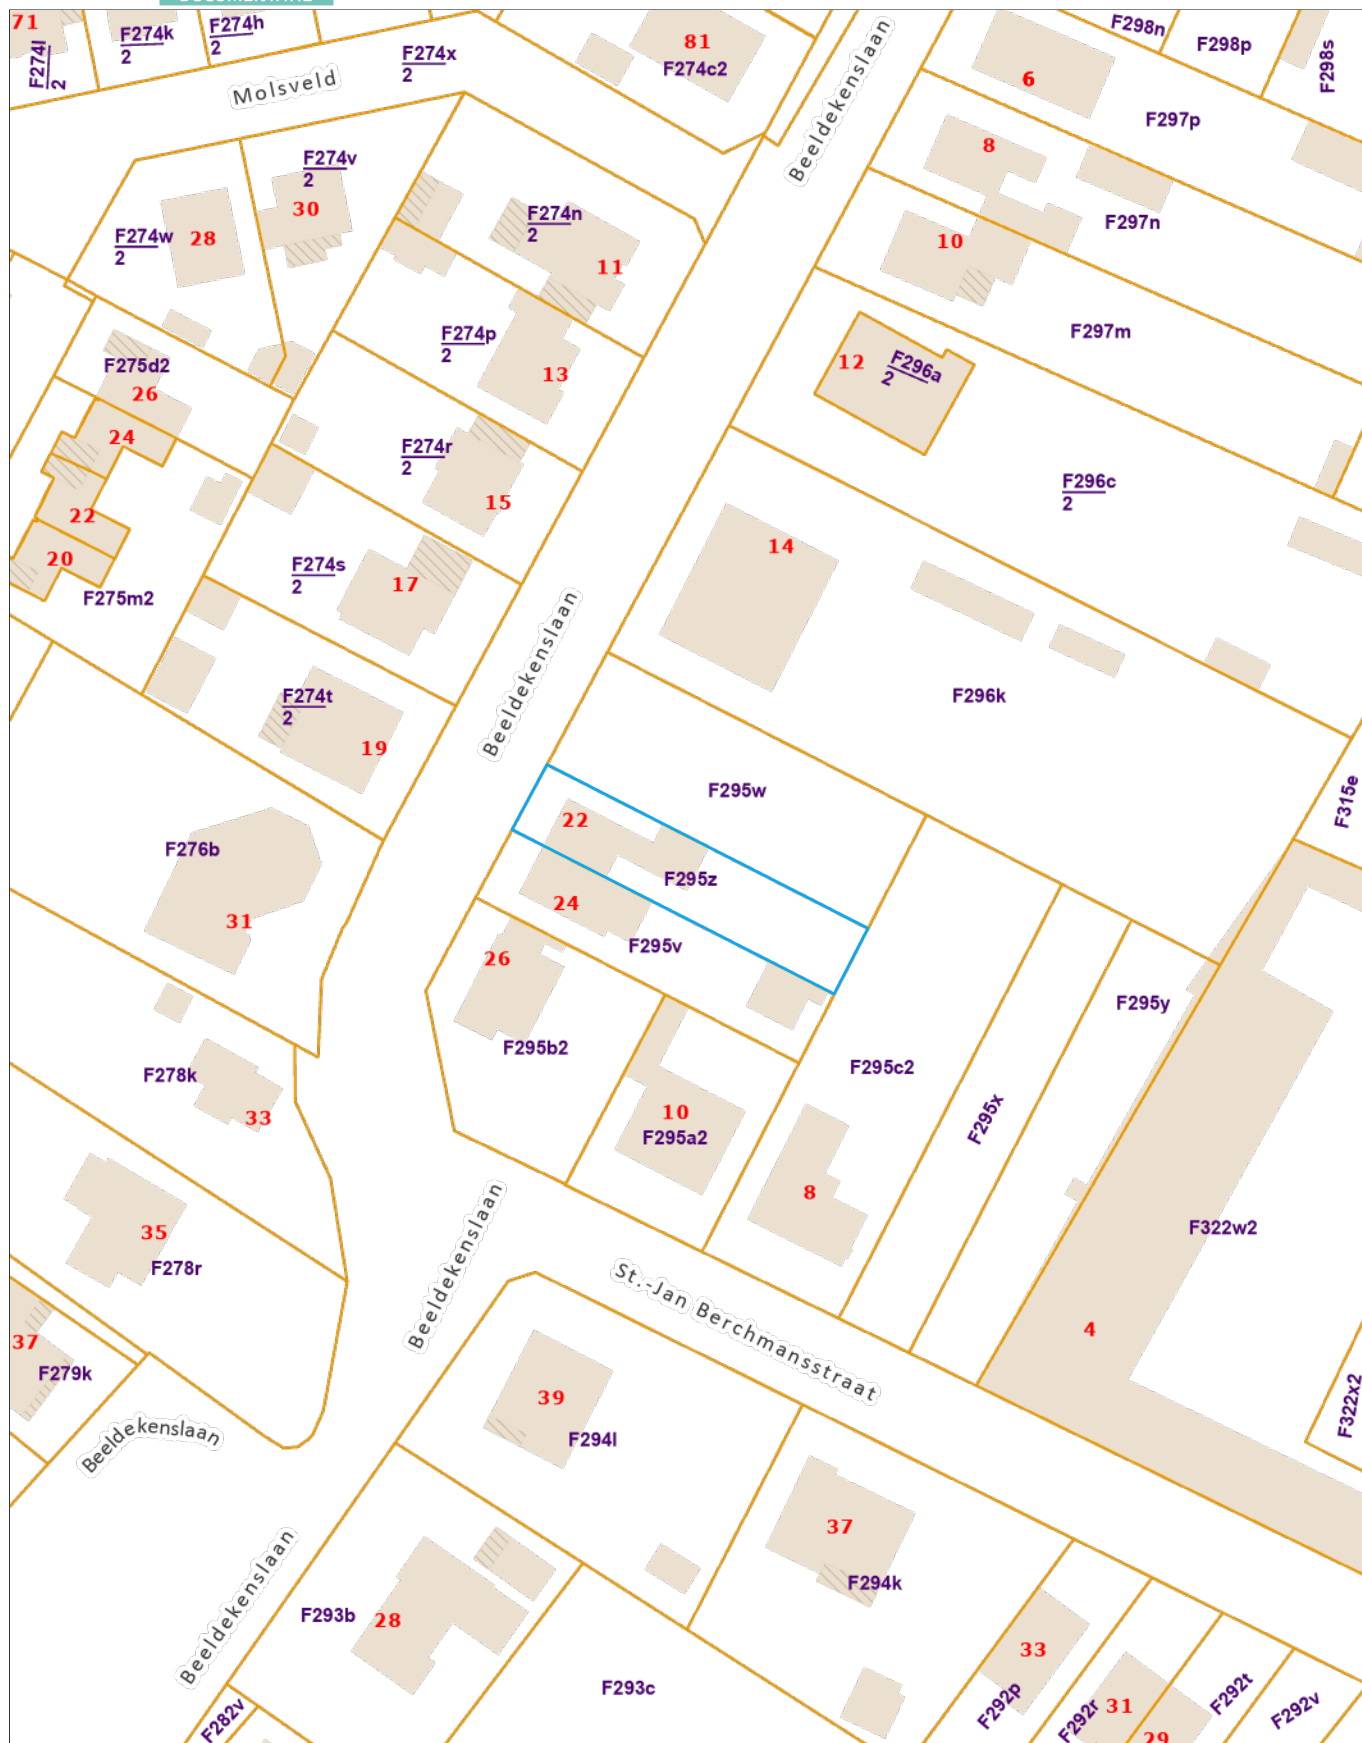 71
F274l
2
F274k
2
F274h
2
F274x
2
81
F274c2
F298n
F298p
F298s
6
F297p
Molsveld
Beeldekenslaan
8
F274v
2
30
F274w
2
28
F274n
2
11
F297n
10
F297m
F274p
2
13
12
F296a
2
F275d2
26
24
F274r
2
15
F296c
2
22
20
F275m2
F274s
2
17
14
Beeldekenslaan
F274t
2
19
F296k
F295w
F315e
F276b
31
22
F295z
24
F295v
26
F295b2
F295y
F295c2
F278k
33
10
F295a2
F295x
8
35
F278r
F322w2
Beeldekenslaan
St.-Jan Berchmansstraat
4
37
F279k
39
F294l
F322x2
Beeldekenslaan
37
F294k
Beeldekenslaan
F293b
28
33
F293c
F292p
F292r
31
29
F292t
F292v
F282v